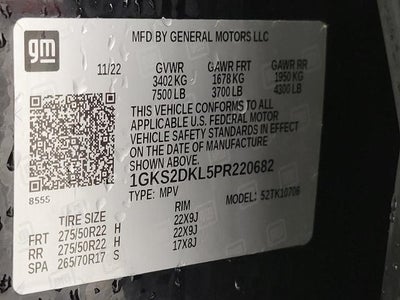 gm
MFD BY GENERAL MOTORS LLC
11/22 GVWR GAWR FRT GAWR RR
3402 KG 1678 KG 1950 KG
7500 LB 3700 LB 4300 LB
THIS VEHICLE CONFORMS TO ALL
APPLICABLE U.S. FEDERAL MOTOR
VEHICLE SAFETY STANDARDS IN EFFECT
ON THE DATE OF MANUFACTURE
SHOWN ABOVE.
1GKS2DKL5PR220682
8555 TYPE: MPV MODEL: 52TK10706
TIRE SIZE RIM
FRT 275/50R22 H 22X9J
RR 275/50R22 H 22X9J
SPA 265/70R17 S 17X8J